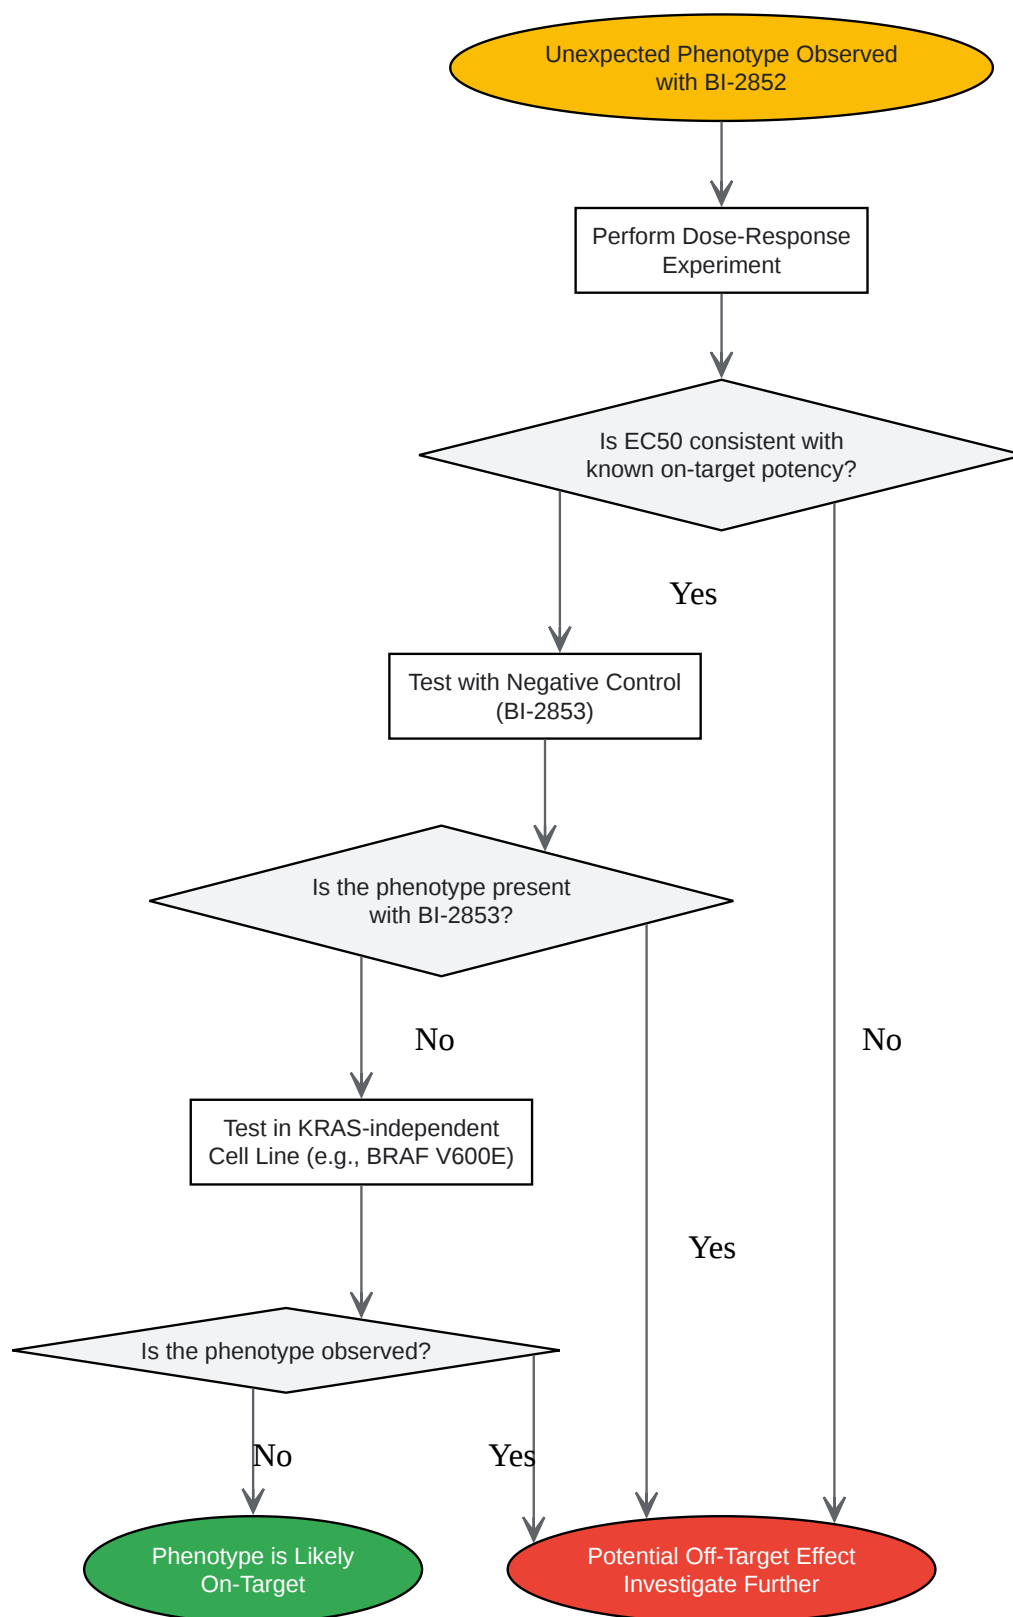 Unexpected Phenotype Observed
with BI-2852
Perform Dose-Response
Experiment
Is EC50 consistent with
known on-target potency?
Yes
Test with Negative Control
(BI-2853)
Is the phenotype present
with BI-2853?
No
No
Test in KRAS-independent
Cell Line (e.g., BRAF V600E)
Yes
Is the phenotype observed?
No
Yes
Phenotype is Likely
On-Target
Potential Off-Target Effect
Investigate Further